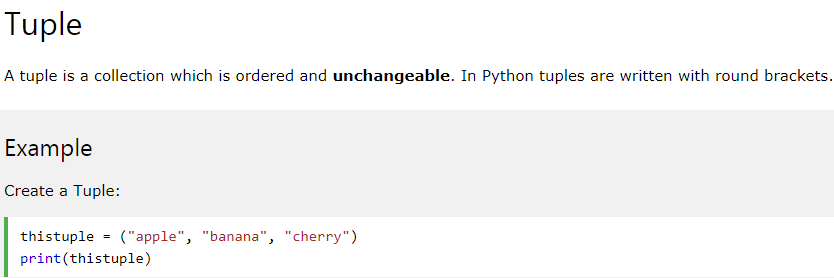 Tuple
A tuple is a collection which is ordered and unchangeable. In Python tuples are written with round brackets.
Example
Create a Tuple:
thistuple = ("apple", "banana", "cherry")
print(thistuple)